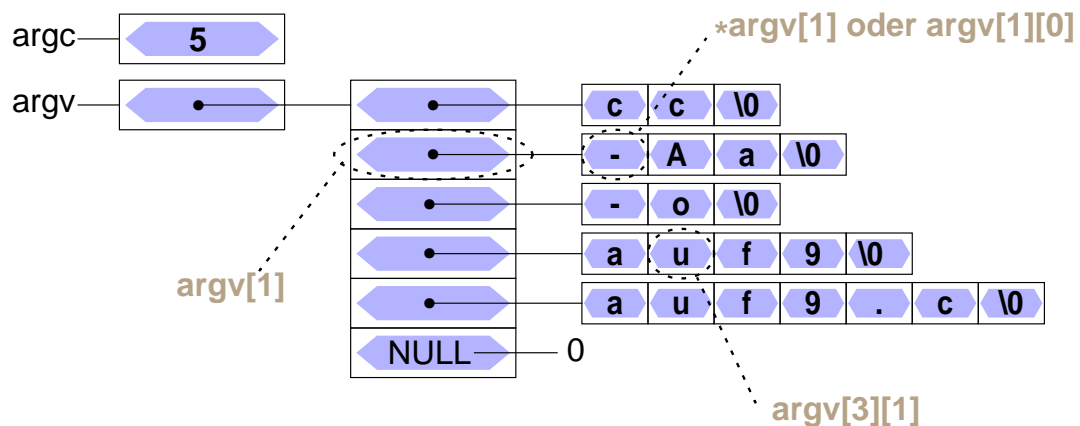 *argv[1] oder argv[1][0]
argc 5
argv c c \0
- A a \0
- o \0
a u f 9 \0
argv[1]
a u f 9 . c \0
NULL 0
argv[3][1]